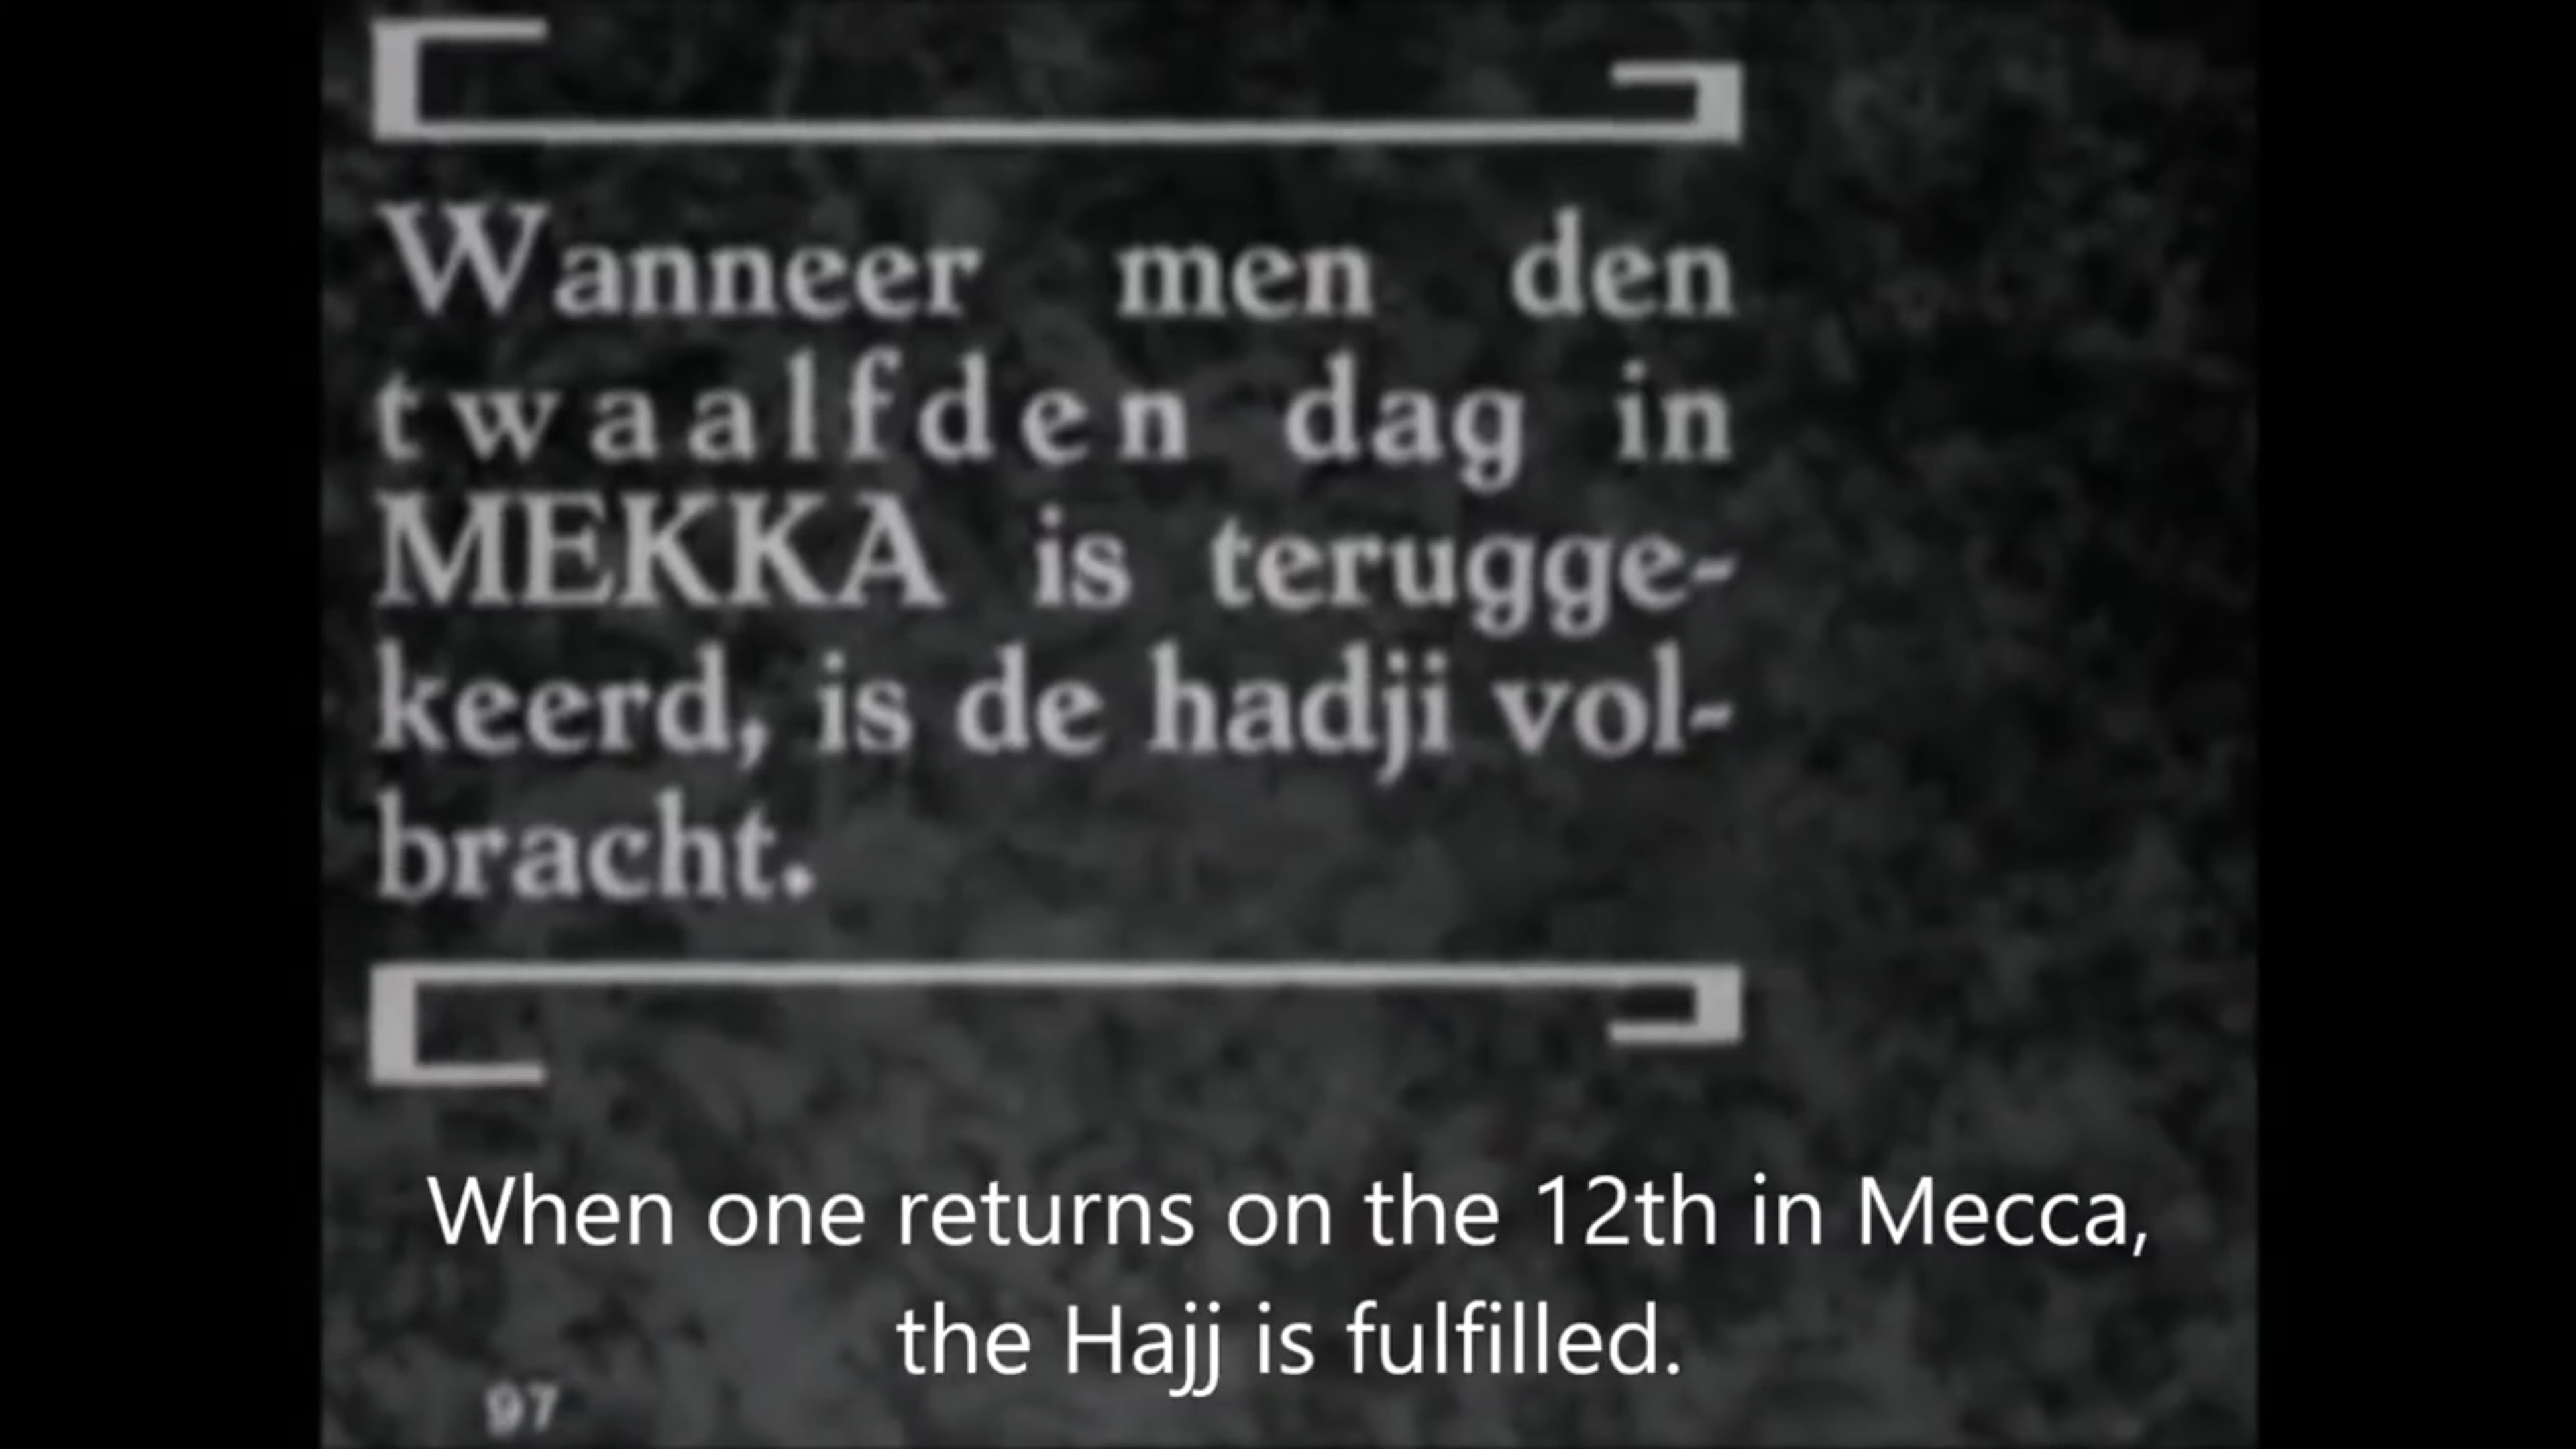 Wanneer men den
twaalfden dag in
MEKKA is terugge-
keerd, is de hadji vol-
bracht.
When one returns on the 12th in Mecca,
the Hajj is fulfilled.
97